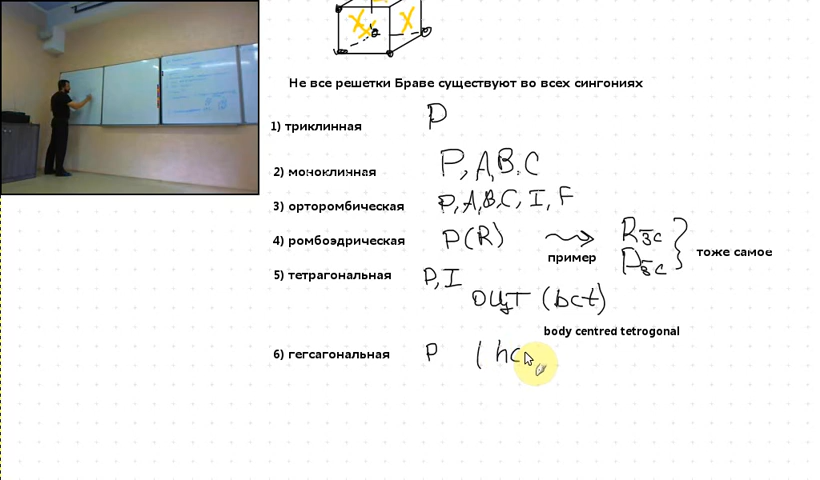 Не все решетки Браве существуют во всех сингониях
1) триклинная P
2) моноклинная P, A, B, C
3) орторомбическая P, A, B, C, I, F
4) ромбоэдрическая P(R) пример R3̅c P3̅c тоже самое
5) тетрагональная P, I
ОЦТ (bct)
body centred tetrogonal
6) гегсагональная P (hc